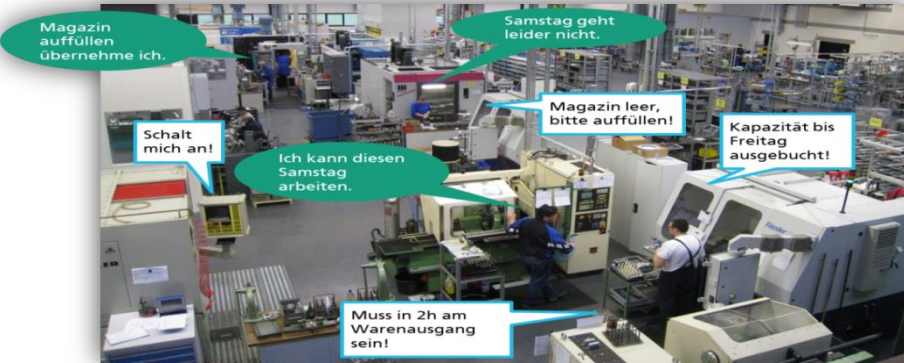 Magazin
auffüllen
übernehme ich.
Samstag geht
leider nicht.
Magazin leer,
bitte auffüllen!
Schalt
mich an!
Kapazität bis
Freitag
ausgebucht!
Ich kann diesen
Samstag
arbeiten.
Muss in 2h am
Warenausgang
sein!